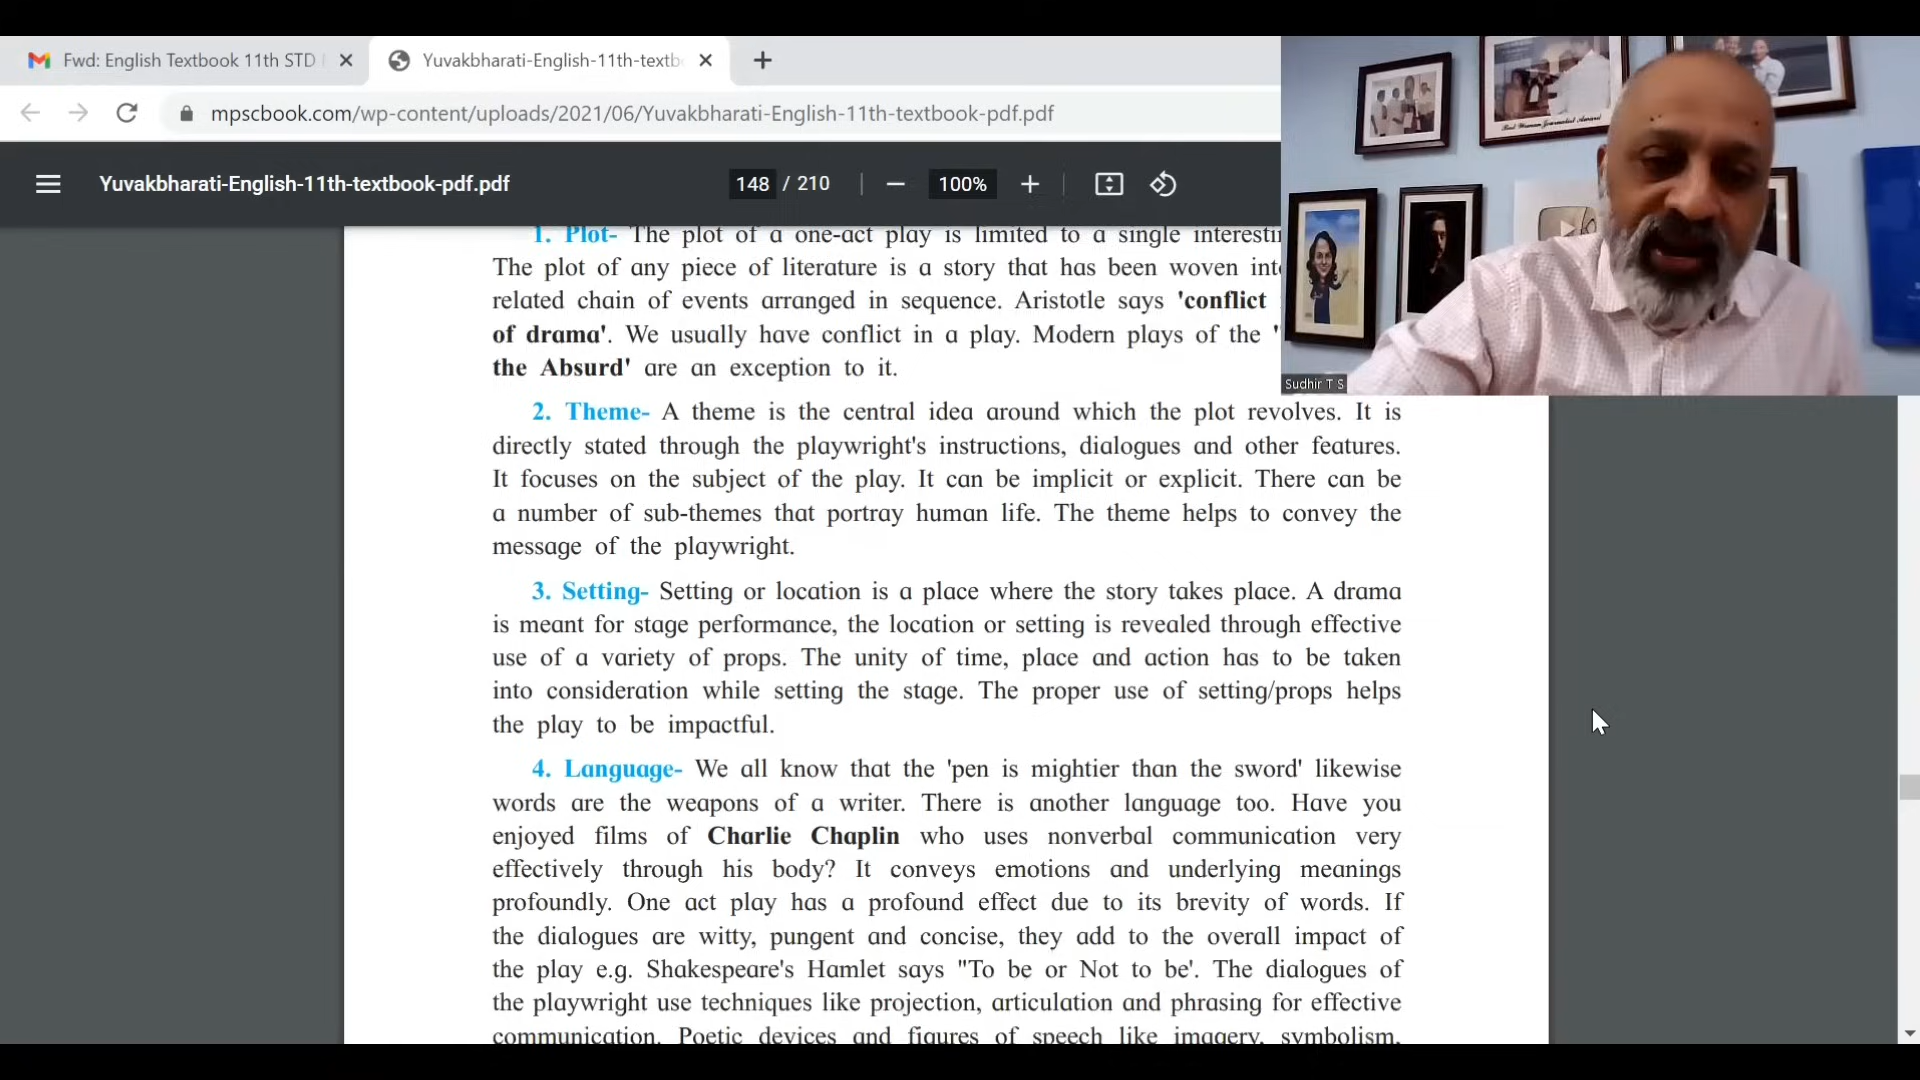 Fwd: English Textbook 11th STD
Yuvakbharati-English-11th-textb
mpscbook.com/wp-content/uploads/2021/06/Yuvakbharati-English-11th-textbook-pdf.pdf
Yuvakbharati-English-11th-textbook-pdf.pdf
148 / 210
100%
Best Woman Journalist Award
Sudhir T S
1. Plot- The plot of a one-act play is limited to a single interesti
The plot of any piece of literature is a story that has been woven int
related chain of events arranged in sequence. Aristotle says 'conflict
of drama'. We usually have conflict in a play. Modern plays of the '
the Absurd' are an exception to it.
2. Theme- A theme is the central idea around which the plot revolves. It is
directly stated through the playwright's instructions, dialogues and other features.
It focuses on the subject of the play. It can be implicit or explicit. There can be
a number of sub-themes that portray human life. The theme helps to convey the
message of the playwright.
3. Setting- Setting or location is a place where the story takes place. A drama
is meant for stage performance, the location or setting is revealed through effective
use of a variety of props. The unity of time, place and action has to be taken
into consideration while setting the stage. The proper use of setting/props helps
the play to be impactful.
4. Language- We all know that the 'pen is mightier than the sword' likewise
words are the weapons of a writer. There is another language too. Have you
enjoyed films of Charlie Chaplin who uses nonverbal communication very
effectively through his body? It conveys emotions and underlying meanings
profoundly. One act play has a profound effect due to its brevity of words. If
the dialogues are witty, pungent and concise, they add to the overall impact of
the play e.g. Shakespeare's Hamlet says "To be or Not to be'. The dialogues of
the playwright use techniques like projection, articulation and phrasing for effective
communication. Poetic devices and figures of speech like imagery, symbolism,